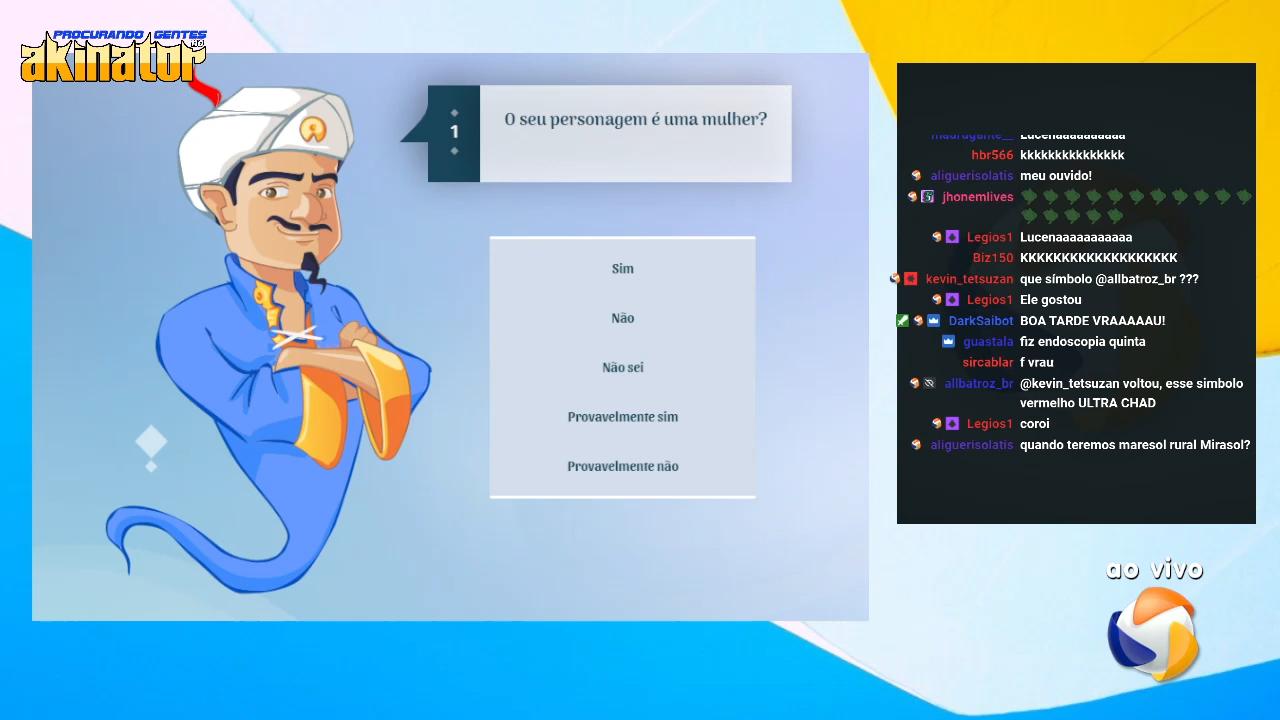 PROCURANDO GENTES
NO
akinator
1
O seu personagem é uma mulher?
Sim
Não
Não sei
Provavelmente sim
Provavelmente não
madrugante__ Lucenaaaaaaaaaa
hbr566 kkkkkkkkkkkkkkk
aliguerisolatis meu ouvido!
jhonemlives
Legios1 Lucenaaaaaaaaaaa
Biz150 KKKKKKKKKKKKKKKKKKK
kevin_tetsuzan que símbolo @allbatroz_br ???
Legios1 Ele gostou
DarkSaibot BOA TARDE VRAAAAAU!
guastala fiz endoscopia quinta
sircablar f vrau
allbatroz_br @kevin_tetsuzan voltou, esse simbolo
vermelho ULTRA CHAD
Legios1 coroi
aliguerisolatis quando teremos maresol rural Mirasol?
ao vivo